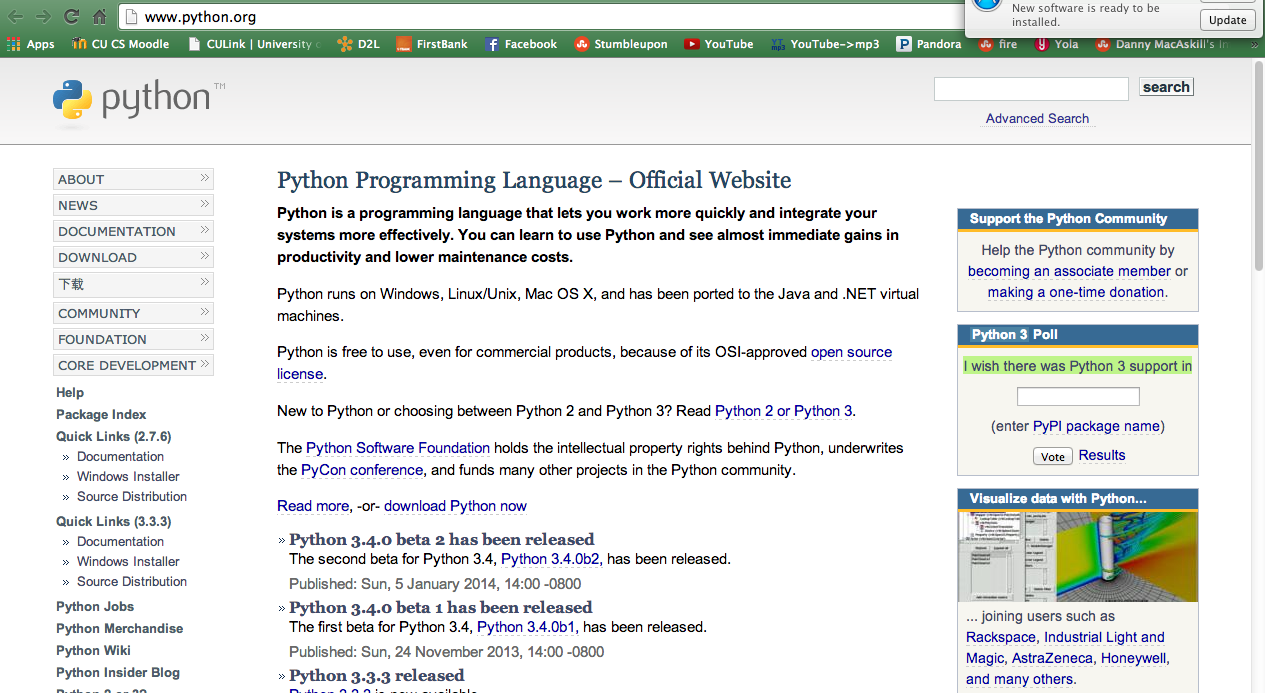 www.python.org
New software is ready to be
installed.
Update
Apps
CU CS Moodle
CULink | University
D2L
FirstBank
Facebook
Stumbleupon
YouTube
YouTube->mp3
Pandora
fire
Yola
Danny MacAskill's
python™
search
Advanced Search
ABOUT
NEWS
DOCUMENTATION
DOWNLOAD
下载
COMMUNITY
FOUNDATION
CORE DEVELOPMENT
Help
Package Index
Quick Links (2.7.6)
» Documentation
» Windows Installer
» Source Distribution
Quick Links (3.3.3)
» Documentation
» Windows Installer
» Source Distribution
Python Jobs
Python Merchandise
Python Wiki
Python Insider Blog
Python 2 or 3?
Python Programming Language – Official Website
Python is a programming language that lets you work more quickly and integrate your
systems more effectively. You can learn to use Python and see almost immediate gains in
productivity and lower maintenance costs.
Python runs on Windows, Linux/Unix, Mac OS X, and has been ported to the Java and .NET virtual
machines.
Python is free to use, even for commercial products, because of its OSI-approved open source
license.
New to Python or choosing between Python 2 and Python 3? Read Python 2 or Python 3.
The Python Software Foundation holds the intellectual property rights behind Python, underwrites
the PyCon conference, and funds many other projects in the Python community.
Read more, -or- download Python now
» Python 3.4.0 beta 2 has been released
The second beta for Python 3.4, Python 3.4.0b2, has been released.
Published: Sun, 5 January 2014, 14:00 -0800
» Python 3.4.0 beta 1 has been released
The first beta for Python 3.4, Python 3.4.0b1, has been released.
Published: Sun, 24 November 2013, 14:00 -0800
» Python 3.3.3 released
Python 3.3.3 is now available.
Support the Python Community
Help the Python community by
becoming an associate member or
making a one-time donation.
Python 3 Poll
I wish there was Python 3 support in
(enter PyPI package name)
Vote Results
Visualize data with Python...
... joining users such as
Rackspace, Industrial Light and
Magic, AstraZeneca, Honeywell,
and many others.